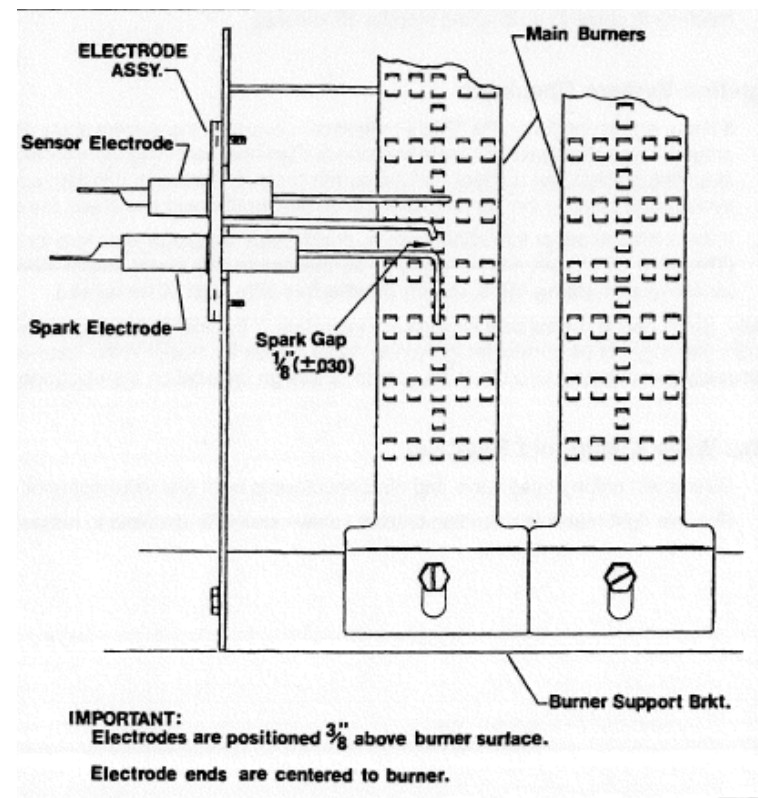 ELECTRODE
ASSY.
Main Burners
Sensor Electrode
Spark Electrode
Spark Gap
1/8" (±.030)
Burner Support Brkt.
IMPORTANT:
Electrodes are positioned 3/8" above burner surface.
Electrode ends are centered to burner.